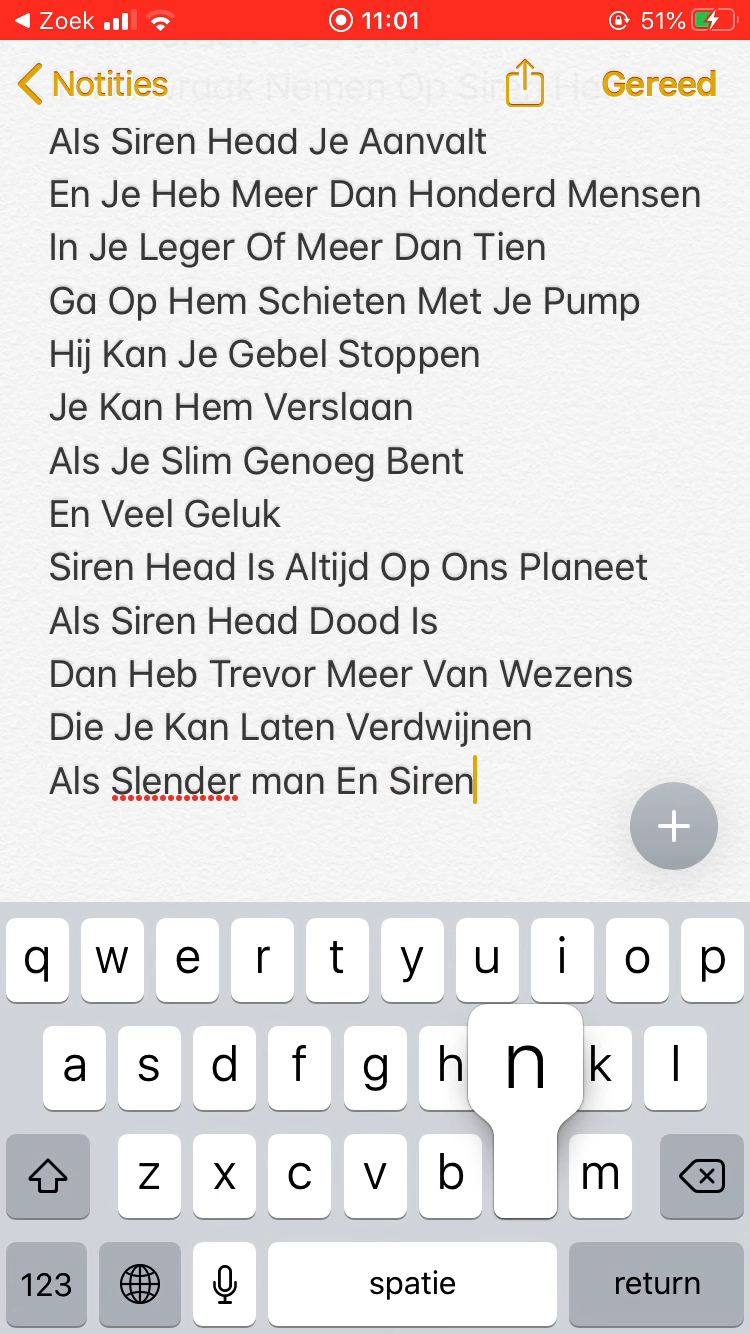 Zoek 11:01 51%
Notities Gereed
Als Siren Head Je Aanvalt
En Je Heb Meer Dan Honderd Mensen
In Je Leger Of Meer Dan Tien
Ga Op Hem Schieten Met Je Pump
Hij Kan Je Gebel Stoppen
Je Kan Hem Verslaan
Als Je Slim Genoeg Bent
En Veel Geluk
Siren Head Is Altijd Op Ons Planeet
Als Siren Head Dood Is
Dan Heb Trevor Meer Van Wezens
Die Je Kan Laten Verdwijnen
Als Slender man En Siren
+
q w e r t y u i o p
a s d f g h n k l
z x c v b m
123 spatie return